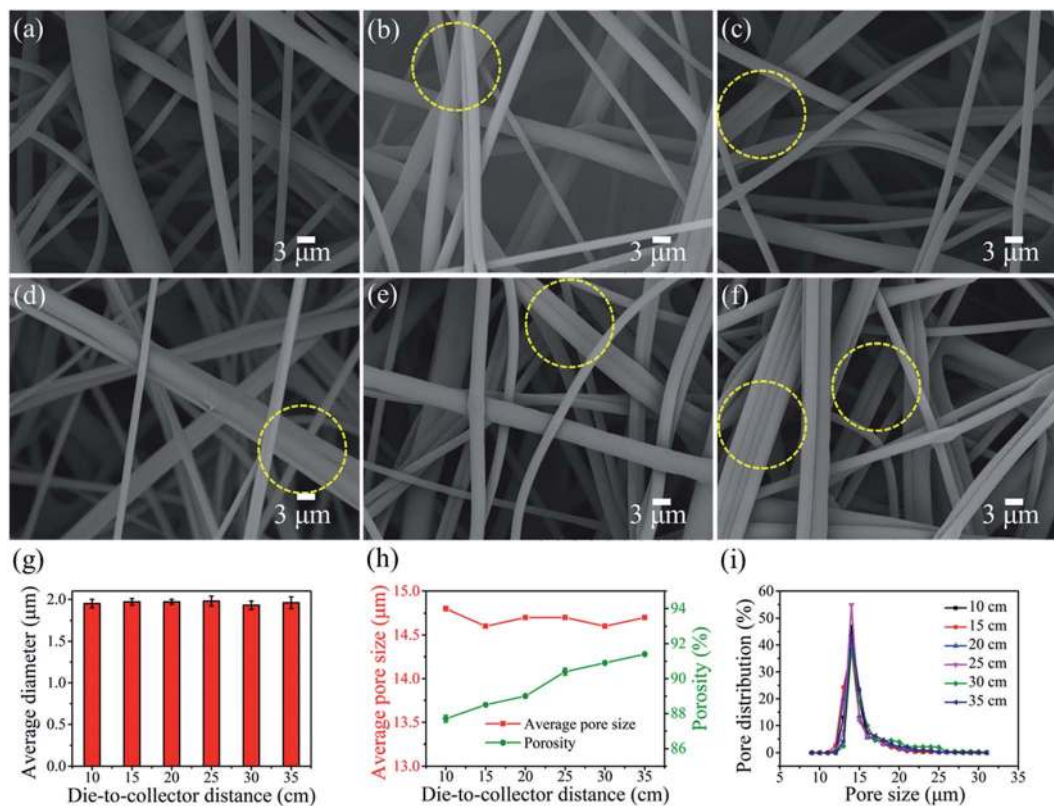 (a)
3 μm
(b)
3 μm
(c)
3 μm
(d)
3 μm
(e)
3 μm
(f)
3 μm
(g)
Average diameter (μm)
2.0
1.5
1.0
0.5
0.0
10 15 20 25 30 35
Die-to-collector distance (cm)
(h)
Average pore size (μm)
15.0
14.5
14.0
13.5
13.0
Average pore size
Porosity
94
92
90
88
86
Porosity (%)
10 15 20 25 30 35
Die-to-collector distance (cm)
(i)
Pore distribution (%)
60
50
40
30
20
10
0
10 cm
15 cm
20 cm
25 cm
30 cm
35 cm
5 10 15 20 25 30 35
Pore size (μm)